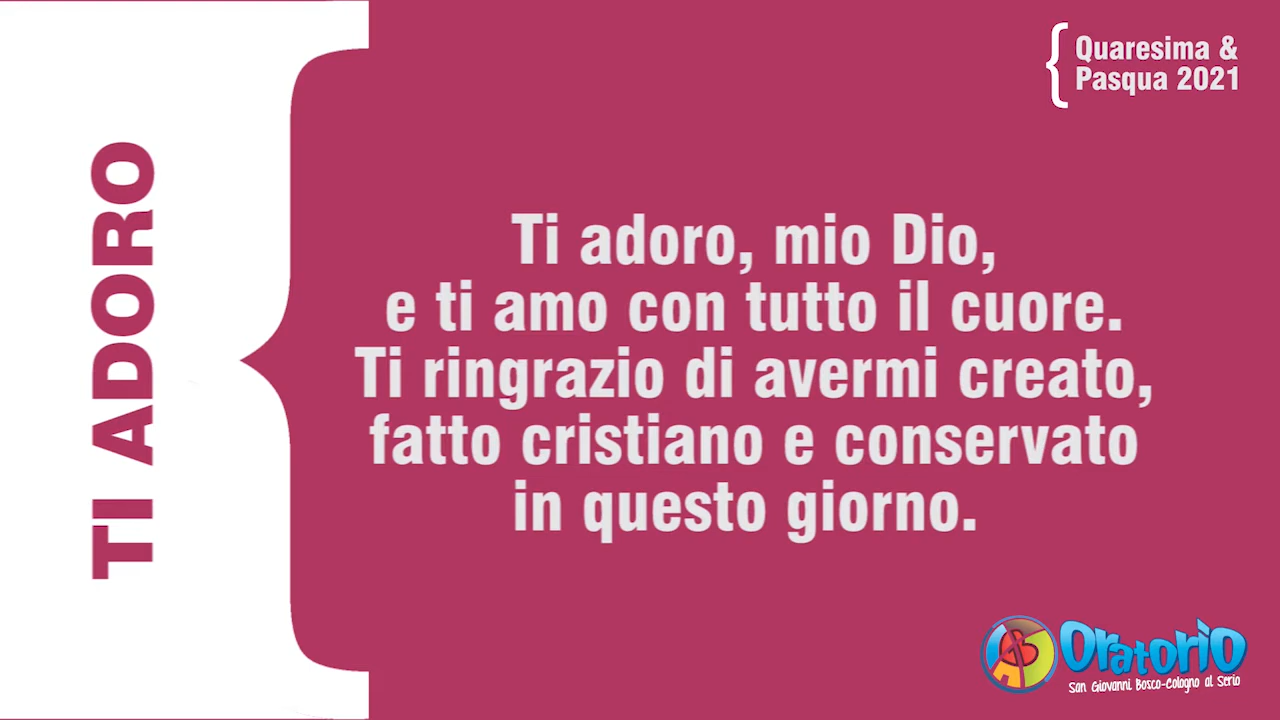 TI ADORO
Quaresima &
Pasqua 2021
Ti adoro, mio Dio,
e ti amo con tutto il cuore.
Ti ringrazio di avermi creato,
fatto cristiano e conservato
in questo giorno.
Oratorio
San Giovanni Bosco-Cologno al Serio